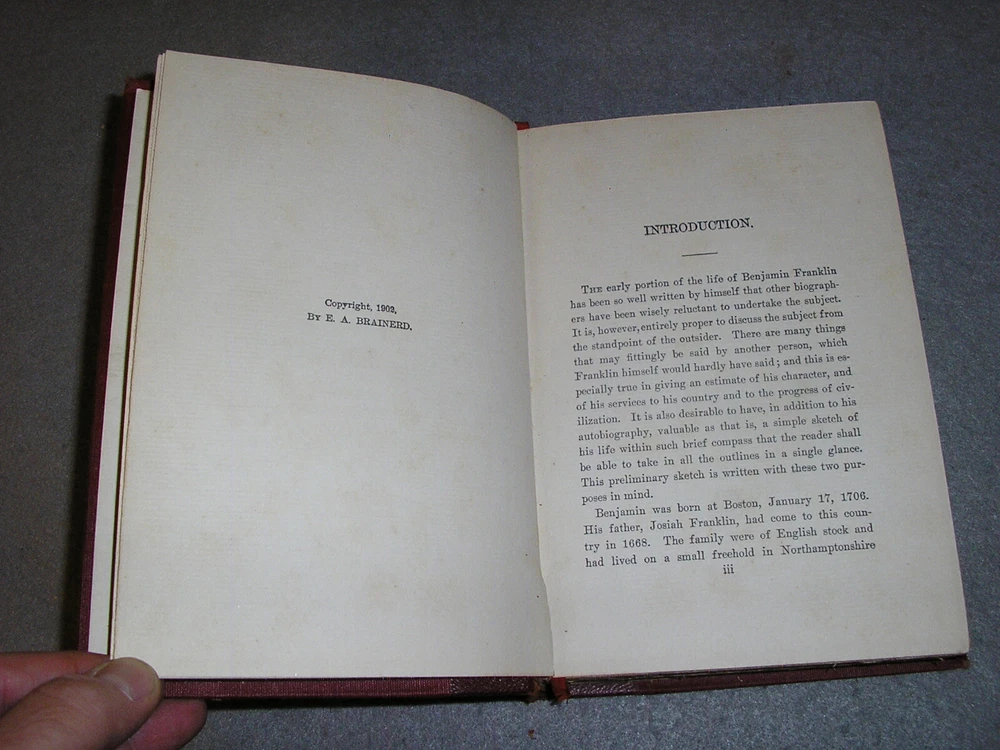 Copyright, 1902,
By E. A. BRAINERD.
INTRODUCTION.
The early portion of the life of Benjamin Franklin
has been so well written by himself that other biograph-
ers have been wisely reluctant to undertake the subject.
It is, however, entirely proper to discuss the subject from
the standpoint of the outsider. There are many things
that may fittingly be said by another person, which
Franklin himself would hardly have said; and this is es-
pecially true in giving an estimate of his character, and
of his services to his country and to the progress of civ-
ilization. It is also desirable to have, in addition to his
autobiography, valuable as that is, a simple sketch of
his life within such brief compass that the reader shall
be able to take in all the outlines in a single glance.
This preliminary sketch is written with these two pur-
poses in mind.
Benjamin was born at Boston, January 17, 1706.
His father, Josiah Franklin, had come to this coun-
try in 1668. The family were of English stock and
had lived on a small freehold in Northamptonshire
iii